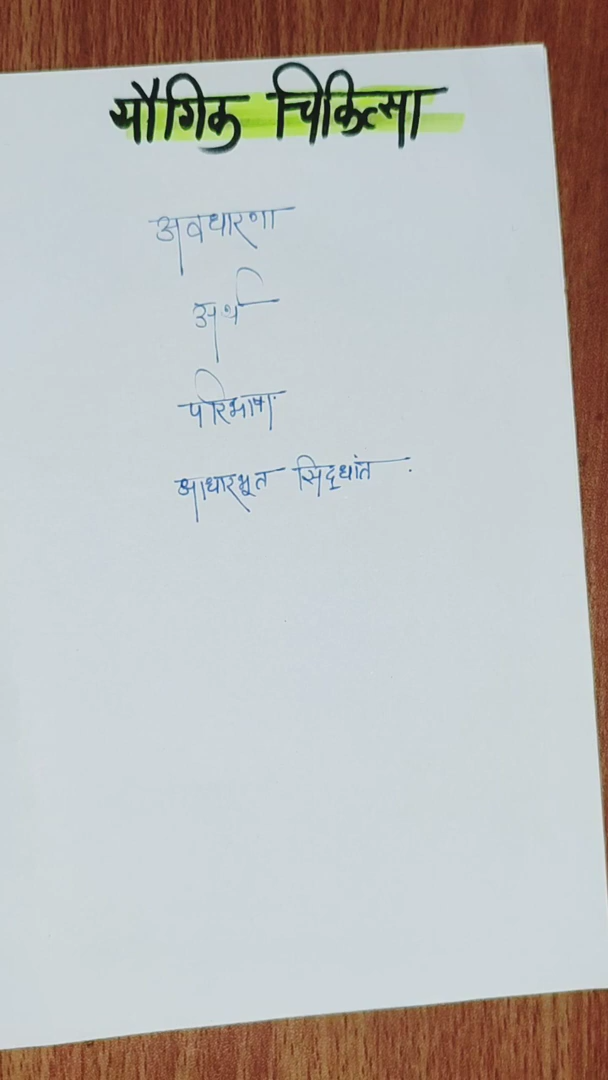 यौगिक चिकित्सा
अवधारणा
अर्थ
परिभाषा
आधारभूत सिद्धांत .